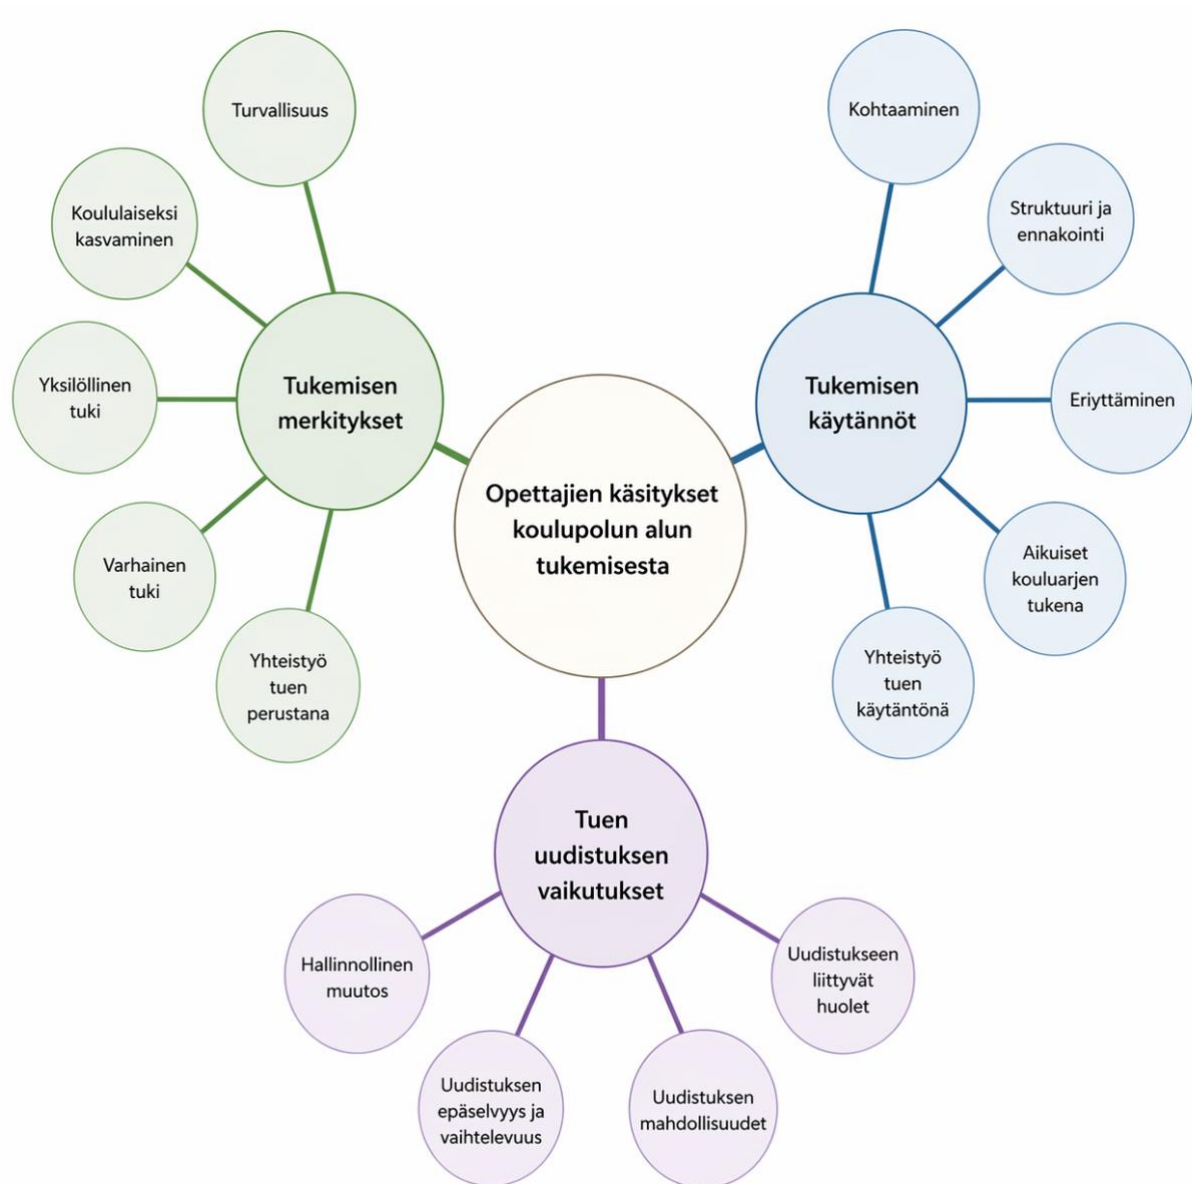 Turvallisuus
Koululaiseksi
kasvaminen
Yksilöllinen
tuki
Varhainen
tuki
Yhteistyö
tuen
perustana
Tukemisen
merkitykset
Opettajien käsitykset
koulupolun alun
tukemisesta
Tukemisen
käytännöt
Kohtaaminen
Struktuuri ja
ennakointi
Eriyttäminen
Aikuiset
kouluarjen
tukena
Yhteistyö
tuen
käytäntönä
Tuen
uudistuksen
vaikutukset
Hallinnollinen
muutos
Uudistuksen
epäselvyys ja
vaihtelevuus
Uudistuksen
mahdollisuudet
Uudistukseen
liittyvät
huolet